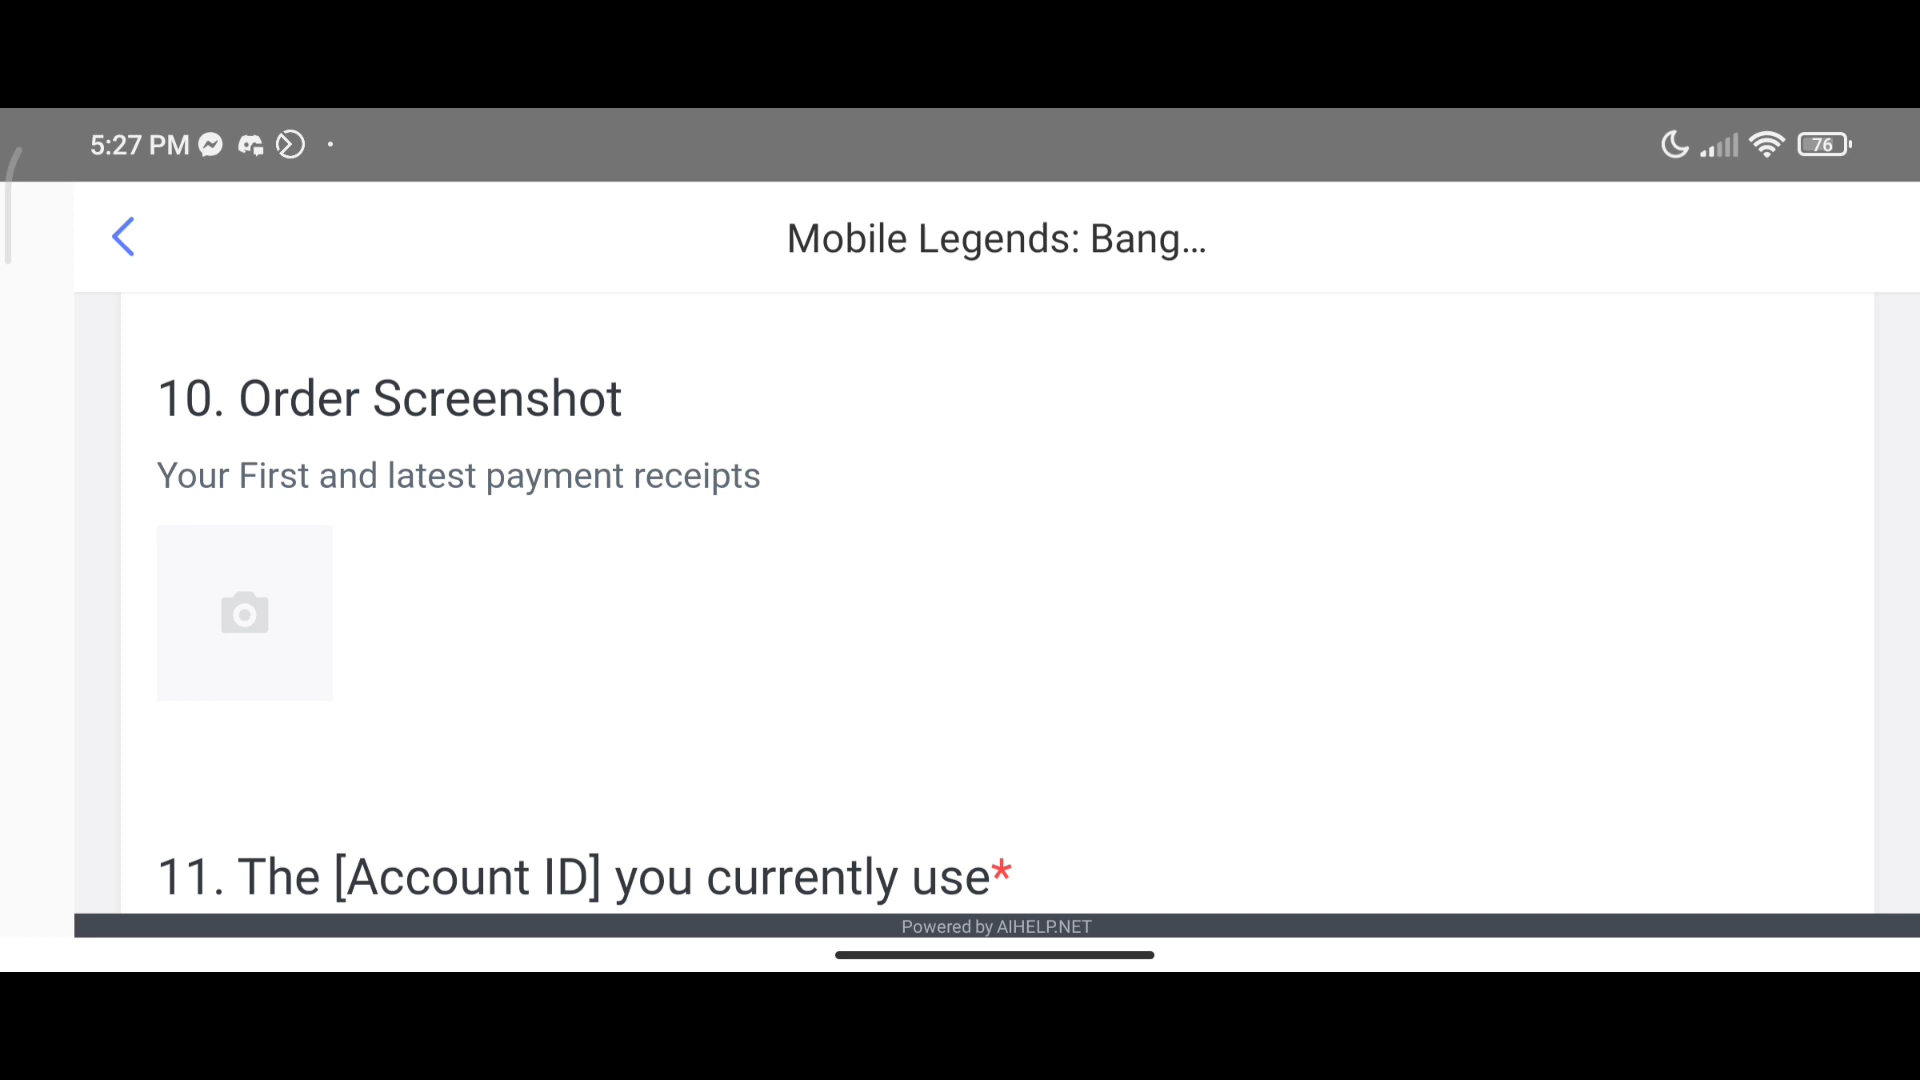 5:27 PM
76
Mobile Legends: Bang...
10. Order Screenshot
Your First and latest payment receipts
11. The [Account ID] you currently use*
Powered by AIHELP.NET